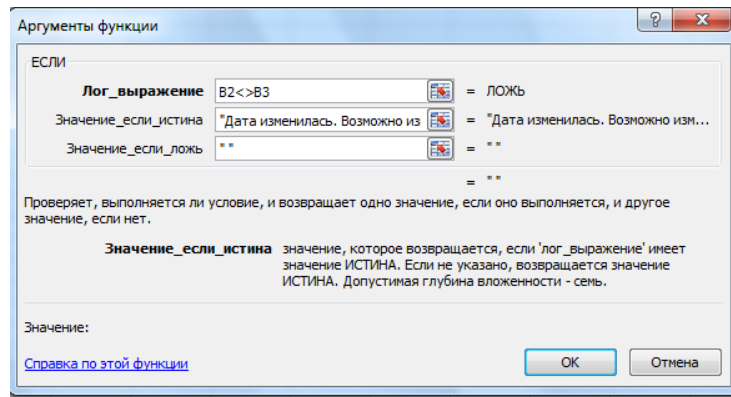 Аргументы функции
ЕСЛИ
Лог_выражение B2<>B3 = ЛОЖЬ
Значение_если_истина "Дата изменилась. Возможно из = "Дата изменилась. Возможно изм...
Значение_если_ложь " " = " "
= " "
Проверяет, выполняется ли условие, и возвращает одно значение, если оно выполняется, и другое
значение, если нет.
Значение_если_истина значение, которое возвращается, если 'лог_выражение' имеет
значение ИСТИНА. Если не указано, возвращается значение
ИСТИНА. Допустимая глубина вложенности - семь.
Значение:
Справка по этой функции OK Отмена